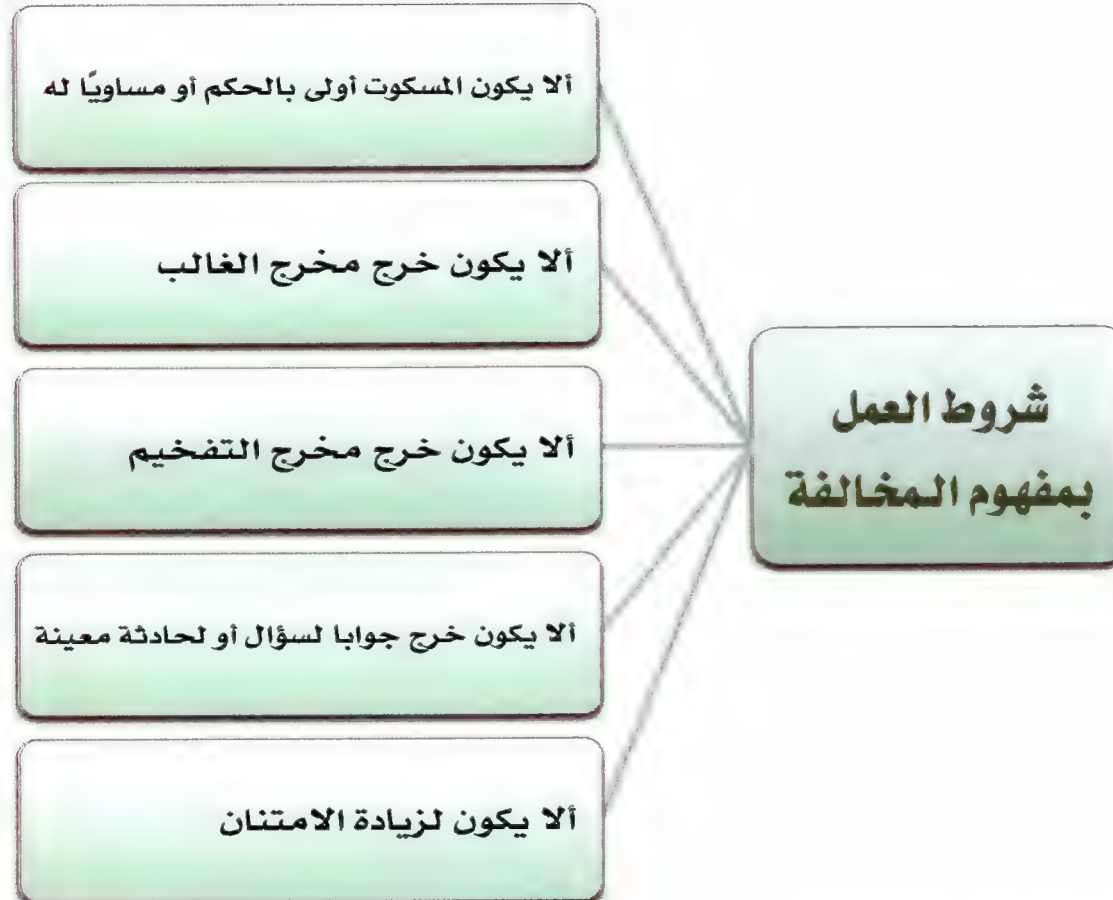 شروط العمل
بمفهوم المخالفة
ألا يكون المسكوت أولى بالحكم أو مساويًا له
ألا يكون خرج مخرج الغالب
ألا يكون خرج مخرج التفخيم
ألا يكون خرج جوابا لسؤال أو لحادثة معينة
ألا يكون لزيادة الامتنان